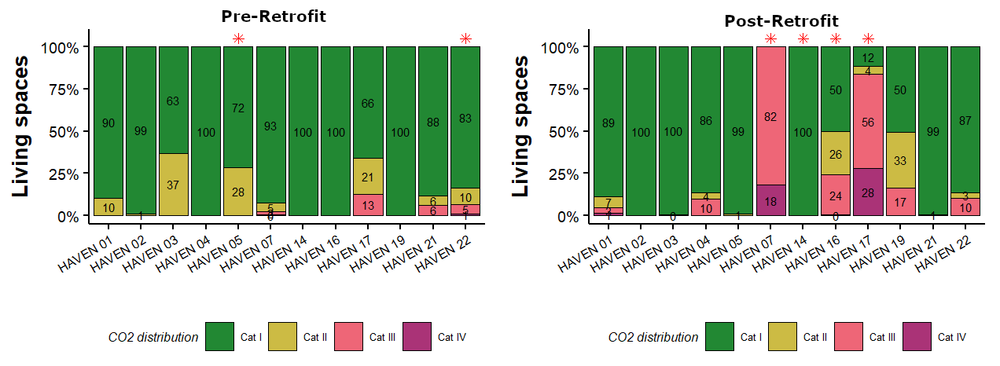 Pre-Retrofit
Living spaces
100%
75%
50%
25%
0%
90
10
99
1
63
37
100
72
28
93
5
0
100
100
66
21
13
100
88
6
6
83
10
5
1
HAVEN 01
HAVEN 02
HAVEN 03
HAVEN 04
HAVEN 05
HAVEN 07
HAVEN 14
HAVEN 16
HAVEN 17
HAVEN 19
HAVEN 21
HAVEN 22
CO2 distribution Cat I Cat II Cat III Cat IV
Post-Retrofit
Living spaces
100%
75%
50%
25%
0%
89
7
1
100
100
0
86
4
10
99
1
82
18
100
50
26
24
0
12
4
56
28
50
33
17
99
1
87
3
10
HAVEN 01
HAVEN 02
HAVEN 03
HAVEN 04
HAVEN 05
HAVEN 07
HAVEN 14
HAVEN 16
HAVEN 17
HAVEN 19
HAVEN 21
HAVEN 22
CO2 distribution Cat I Cat II Cat III Cat IV